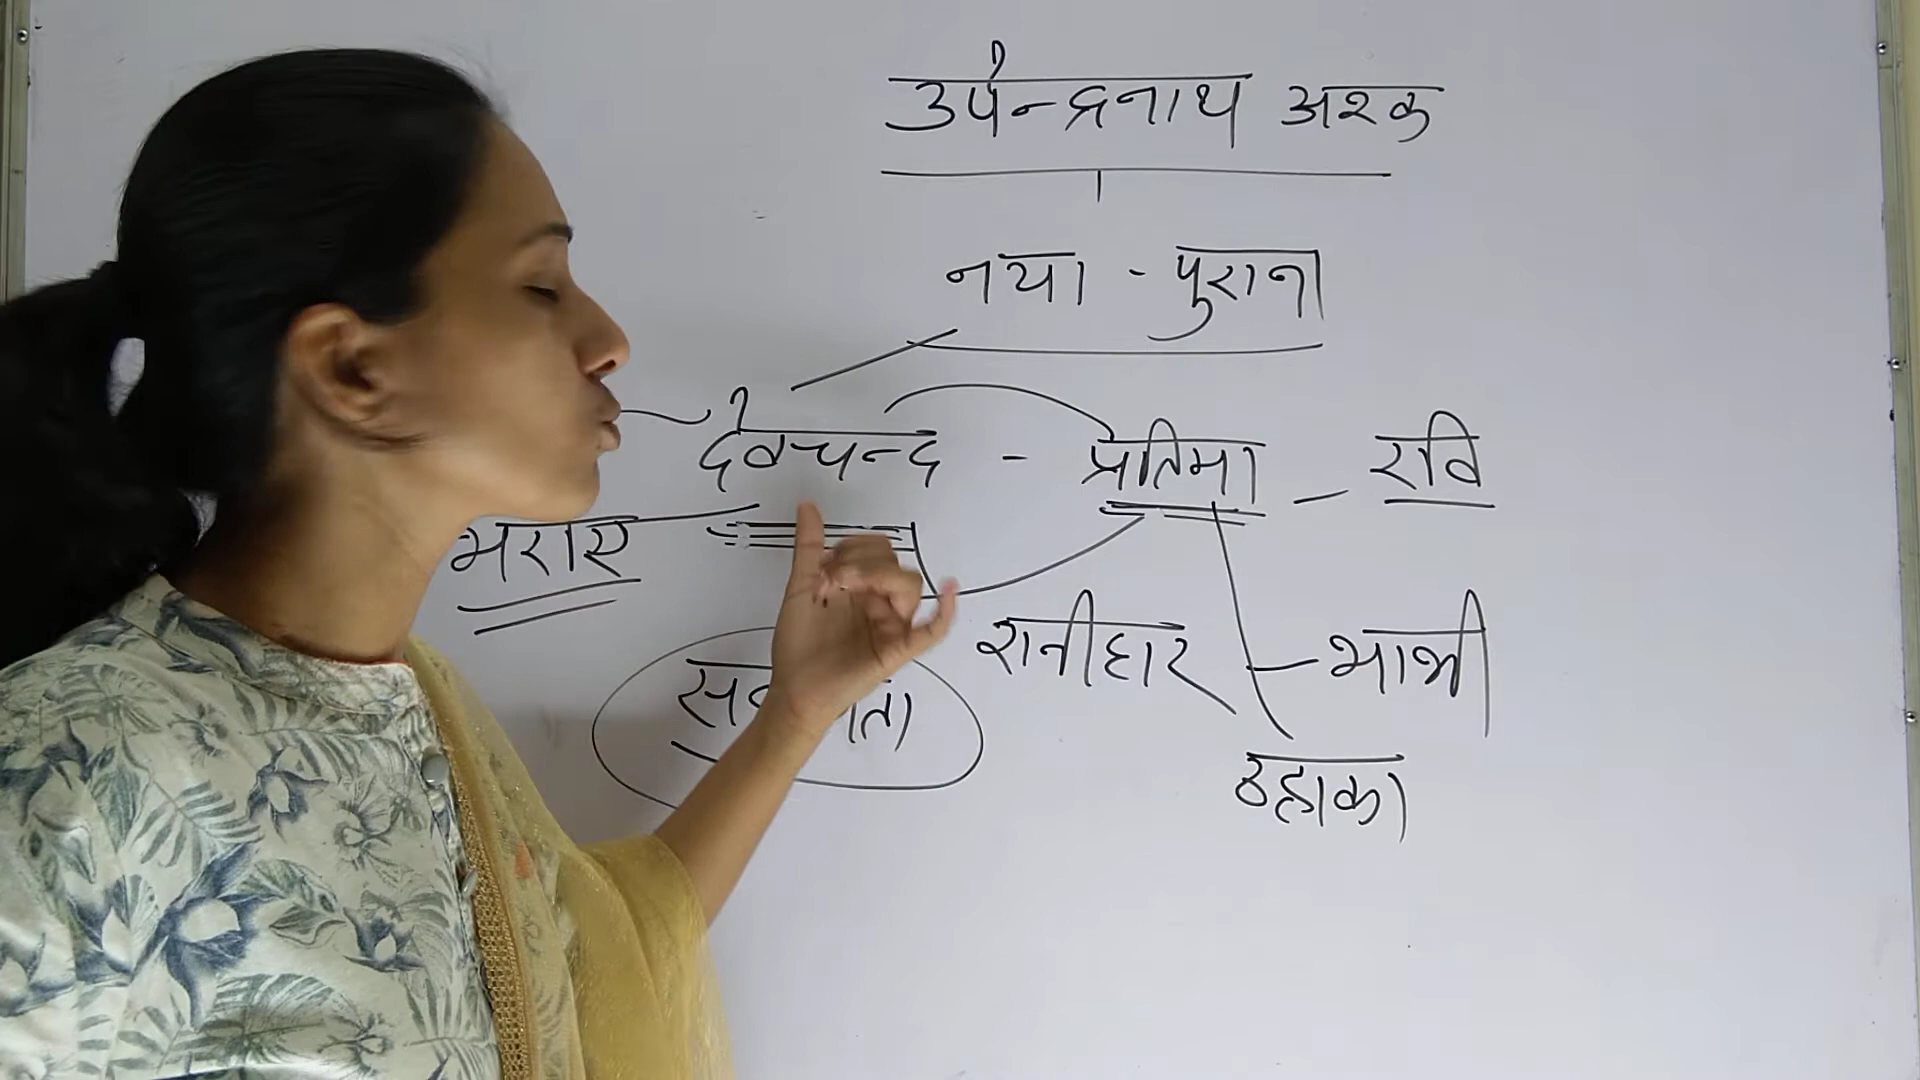 उपेन्द्रनाथ अश्क
नया - पुराना
देवचन्द - प्रतिमा - रवि
भराए
रानीहार - भाभी
ठहाका